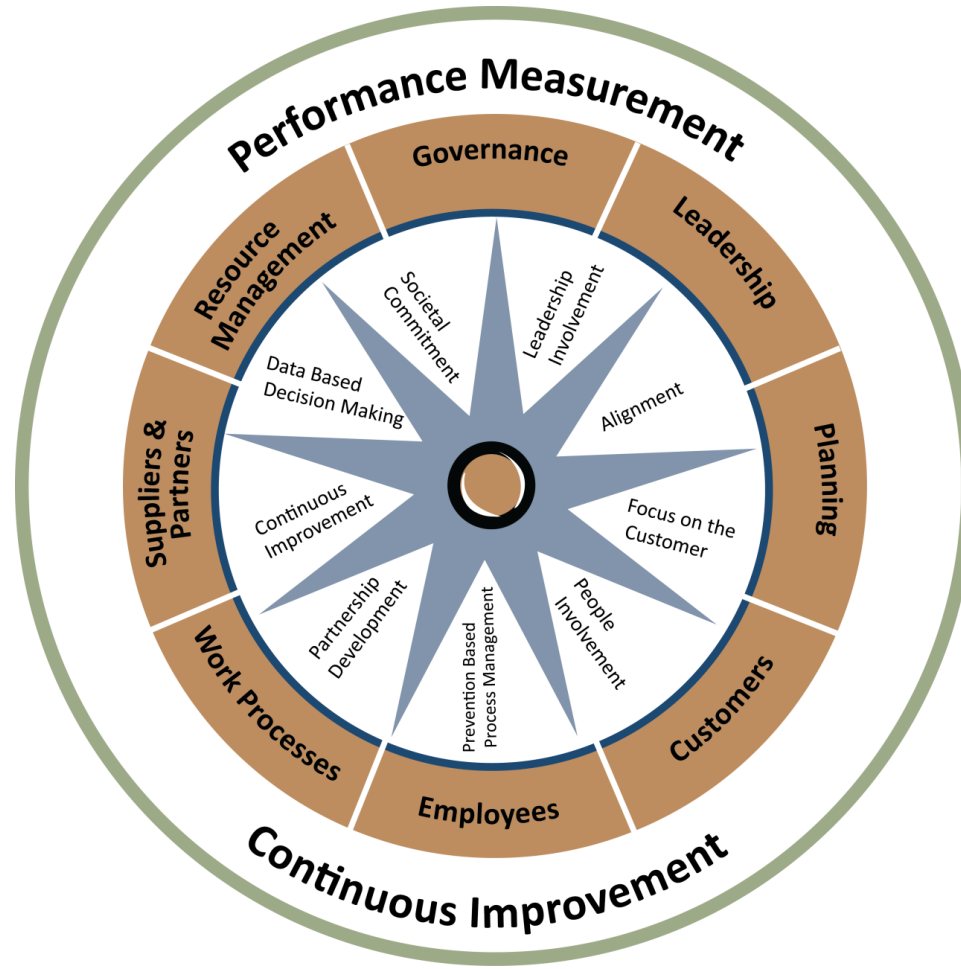 Performance Measurement
Governance
Leadership
Planning
Customers
Employees
Work Processes
Suppliers &
Partners
Resource
Management
Leadership
Involvement
Alignment
Focus on the
Customer
People
Involvement
Prevention Based
Process Management
Partnership
Development
Continuous
Improvement
Data Based
Decision Making
Societal
Commitment
Continuous Improvement